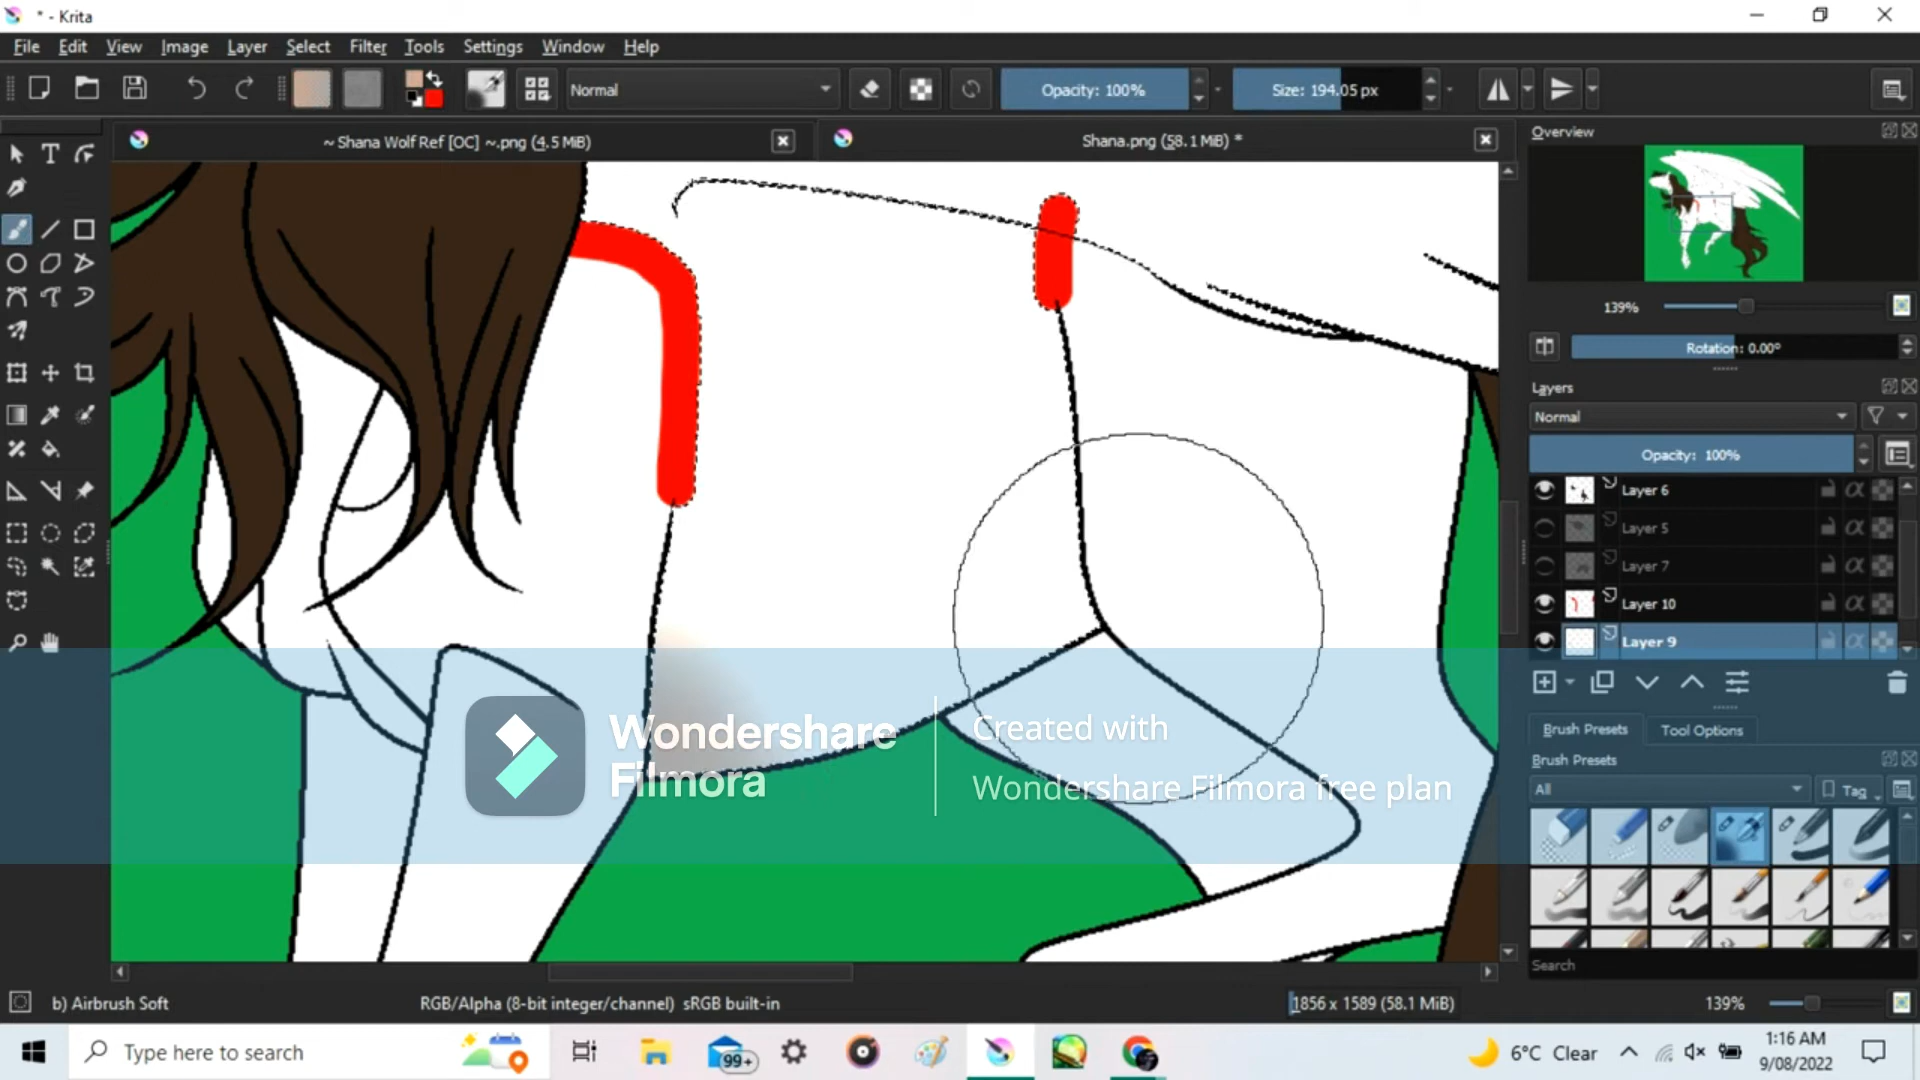 * - Krita
File Edit View Image Layer Select Filter Tools Settings Window Help
Normal
Opacity: 100%
Size: 194.05 px
~ Shana Wolf Ref [OC] ~.png (4.5 MiB)
Shana.png (58.1 MiB) *
Overview
139%
Rotation: 0.00°
Layers
Normal
Opacity: 100%
Layer 6
Layer 5
Layer 7
Layer 10
Layer 9
Brush Presets
Tool Options
Brush Presets
All
Tag
Search
Wondershare
Filmora
Created with
Wondershare Filmora free plan
b) Airbrush Soft
RGB/Alpha (8-bit integer/channel) sRGB built-in
1856 x 1589 (58.1 MiB)
139%
Type here to search
99+
6°C Clear
1:16 AM
9/08/2022